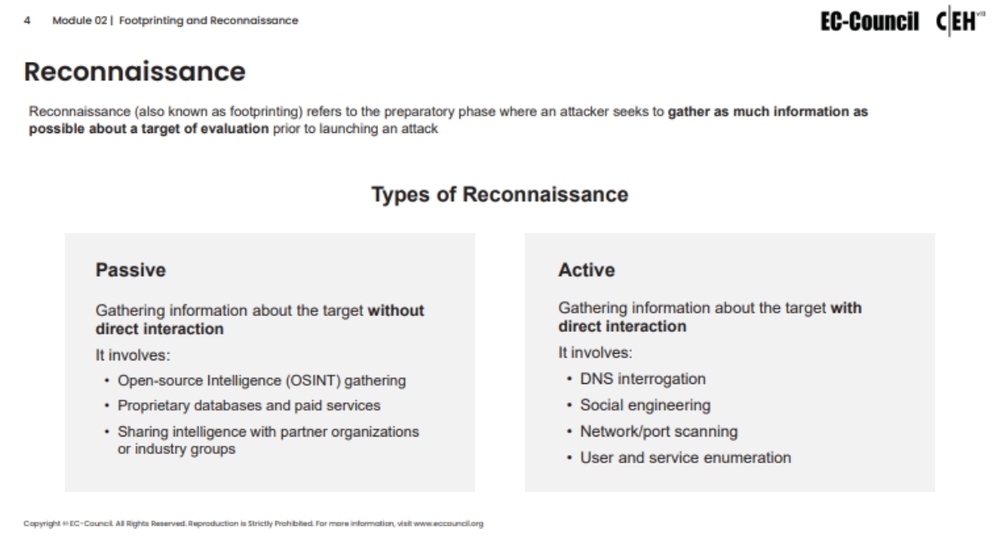 4 Module 02 | Footprinting and Reconnaissance
EC-Council C|EH v13
Reconnaissance
Reconnaissance (also known as footprinting) refers to the preparatory phase where an attacker seeks to gather as much information as
possible about a target of evaluation prior to launching an attack
Types of Reconnaissance
Passive
Gathering information about the target without
direct interaction
It involves:
• Open-source Intelligence (OSINT) gathering
• Proprietary databases and paid services
• Sharing intelligence with partner organizations
or industry groups
Active
Gathering information about the target with
direct interaction
It involves:
• DNS interrogation
• Social engineering
• Network/port scanning
• User and service enumeration
Copyright © EC-Council. All Rights Reserved. Reproduction is Strictly Prohibited. For more information, visit www.eccouncil.org